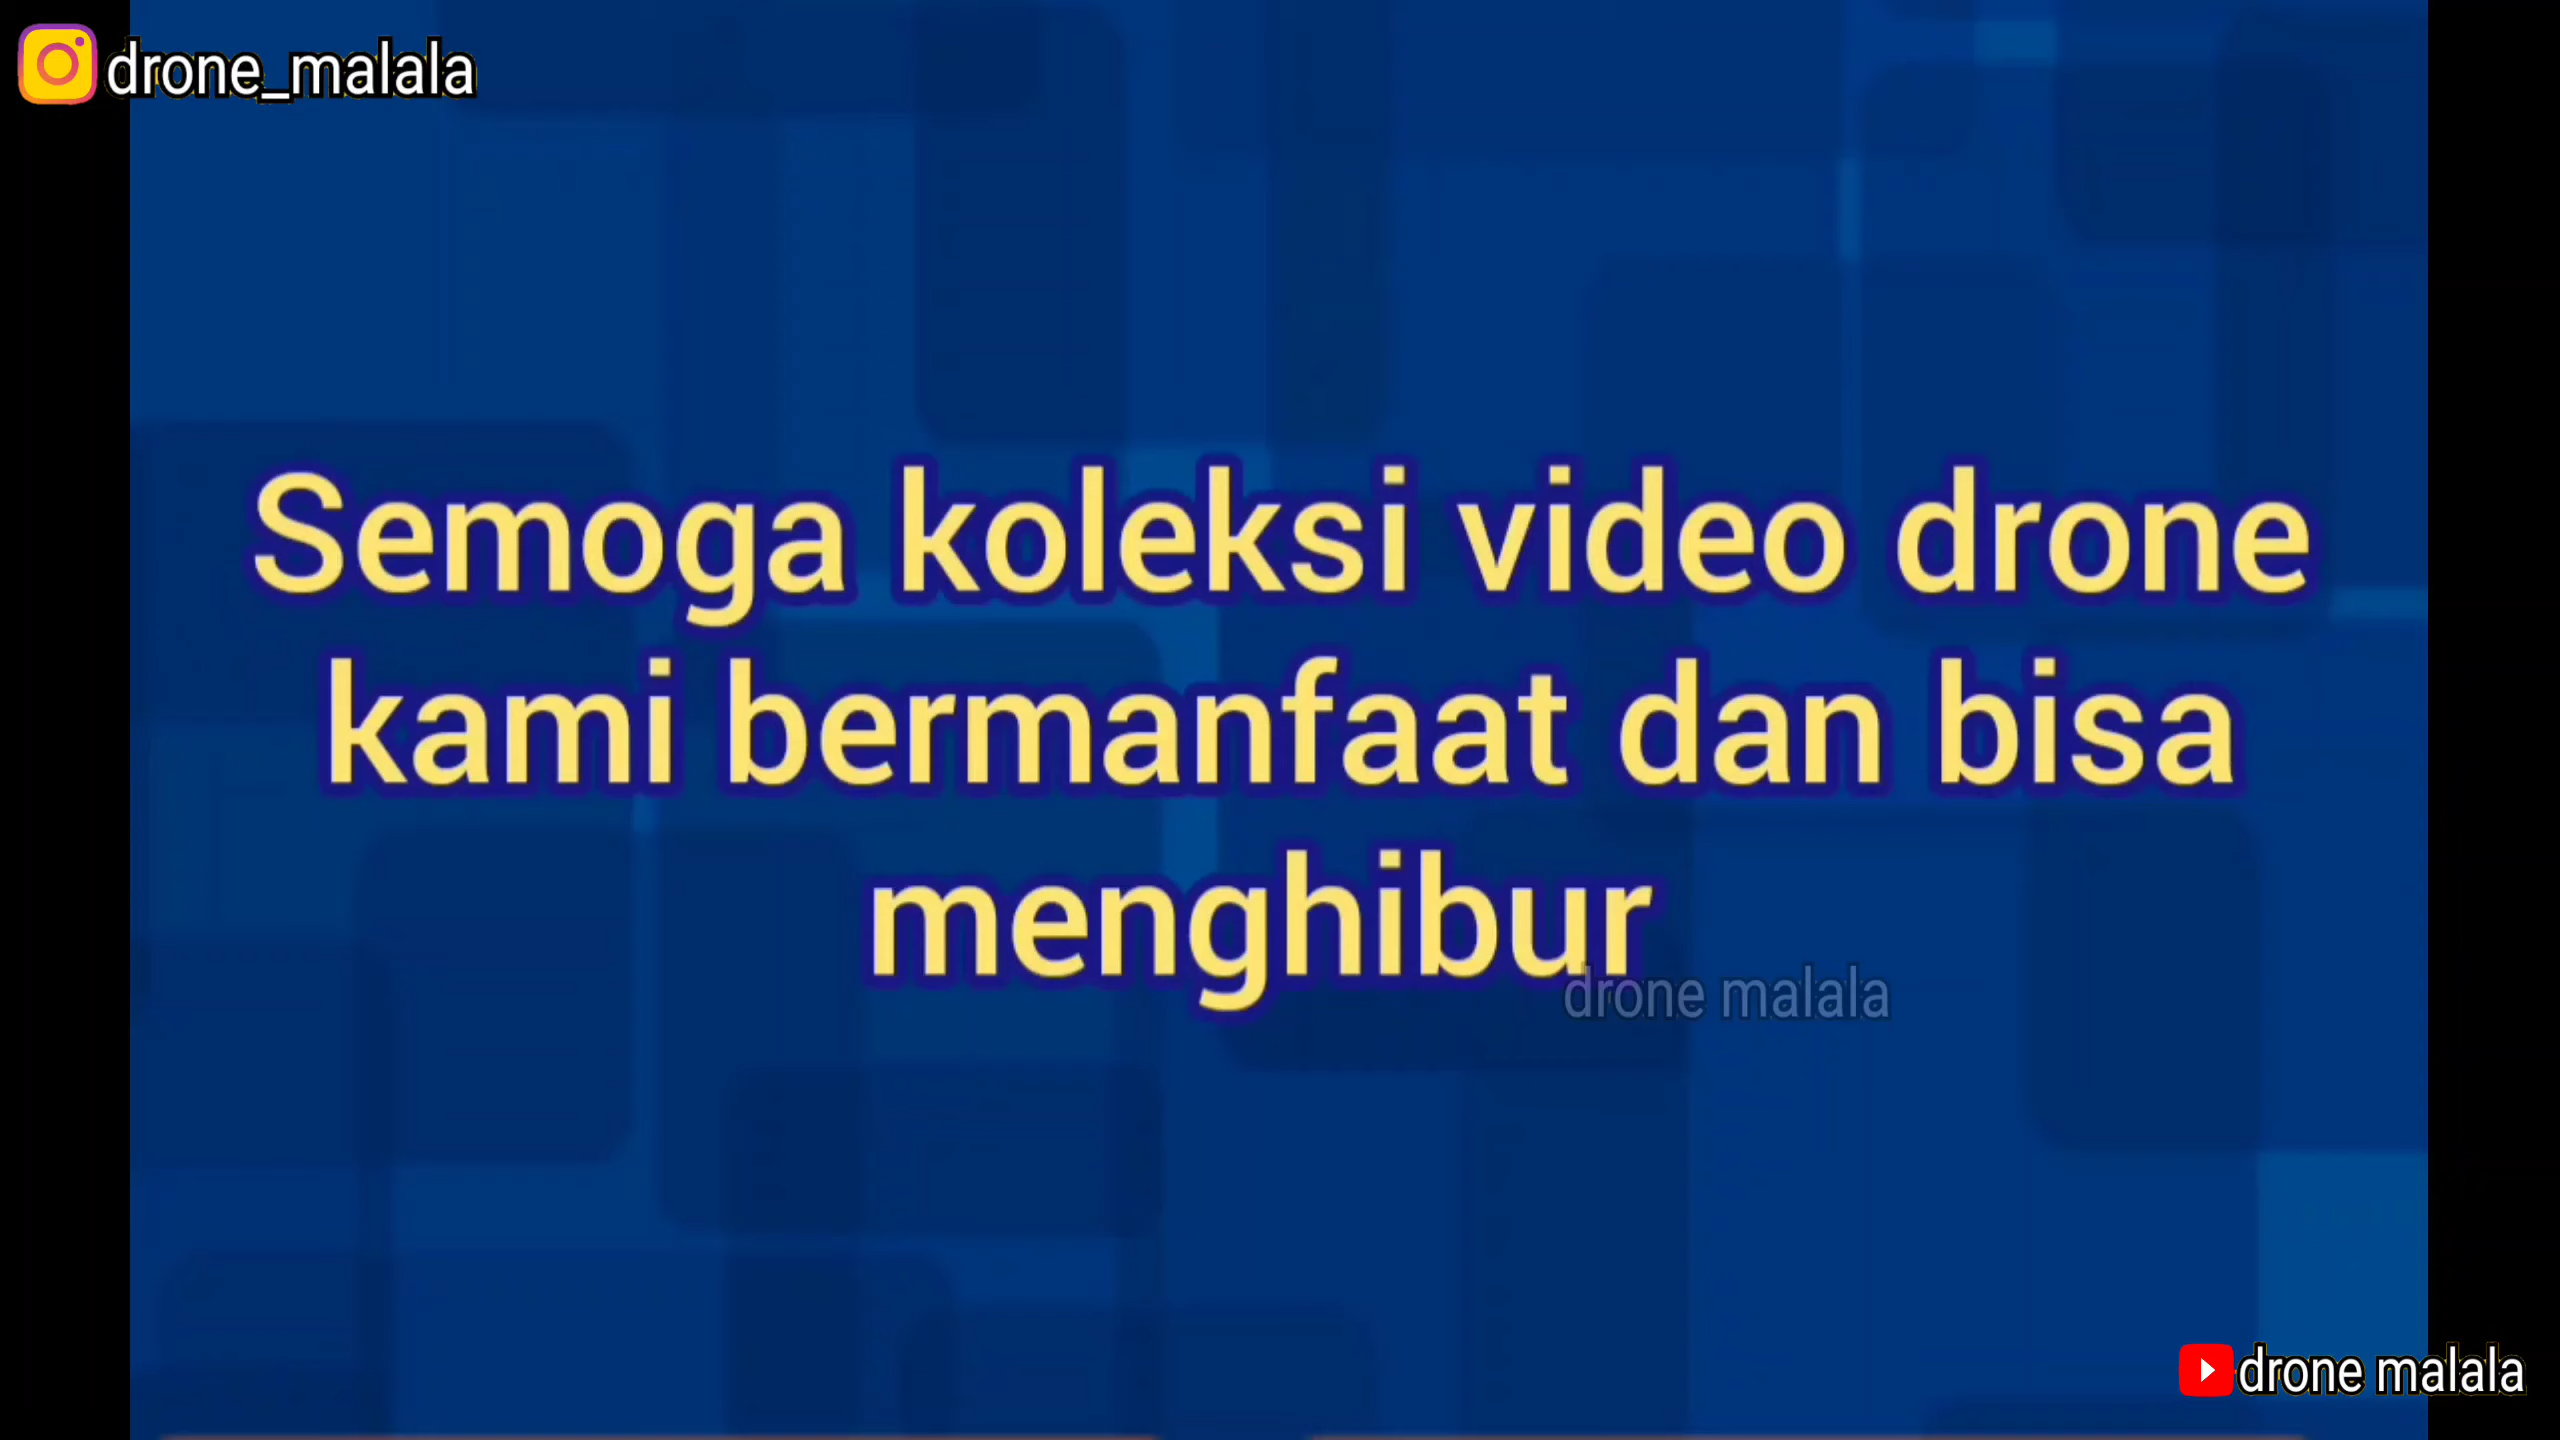 drone_malala
Semoga koleksi video drone
kami bermanfaat dan bisa
menghibur
drone malala
drone malala